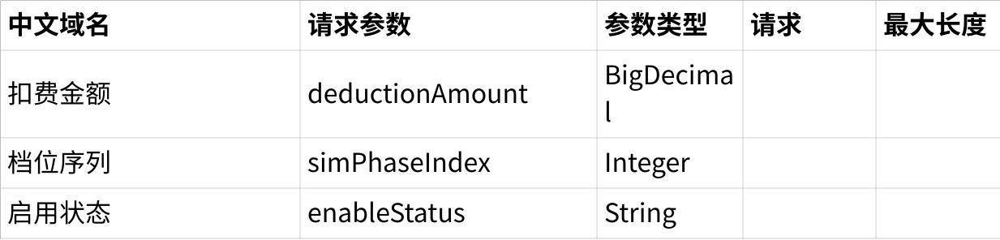 中文域名 请求参数 参数类型 请求 最大长度
扣费金额 deductionAmount BigDecima
l
档位序列 simPhaseIndex Integer
启用状态 enableStatus String